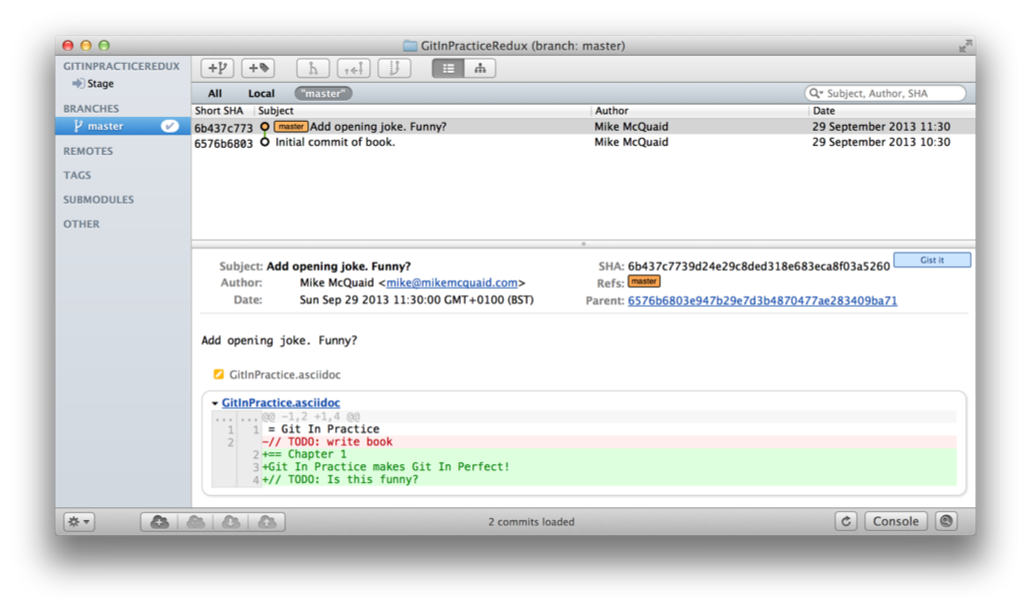 GitInPracticeRedux (branch: master)
GITINPRACTICEREDUX
Stage
BRANCHES
master
REMOTES
TAGS
SUBMODULES
OTHER
All Local "master"
Subject, Author, SHA
Short SHA Subject Author Date
6b437c773 master Add opening joke. Funny? Mike McQuaid 29 September 2013 11:30
6576b6803 Initial commit of book. Mike McQuaid 29 September 2013 10:30
Subject: Add opening joke. Funny? SHA: 6b437c7739d24e29c8ded318e683eca8f03a5260 Gist it
Author: Mike McQuaid <mike@mikemcquaid.com> Refs: master
Date: Sun Sep 29 2013 11:30:00 GMT+0100 (BST) Parent: 6576b6803e947b29e7d3b4870477ae283409ba71
Add opening joke. Funny?
GitInPractice.asciidoc
GitInPractice.asciidoc
... ... @@ -1,2 +1,4 @@
1 1 = Git In Practice
2 -// TODO: write book
2 +== Chapter 1
3 +Git In Practice makes Git In Perfect!
4 +// TODO: Is this funny?
2 commits loaded
Console